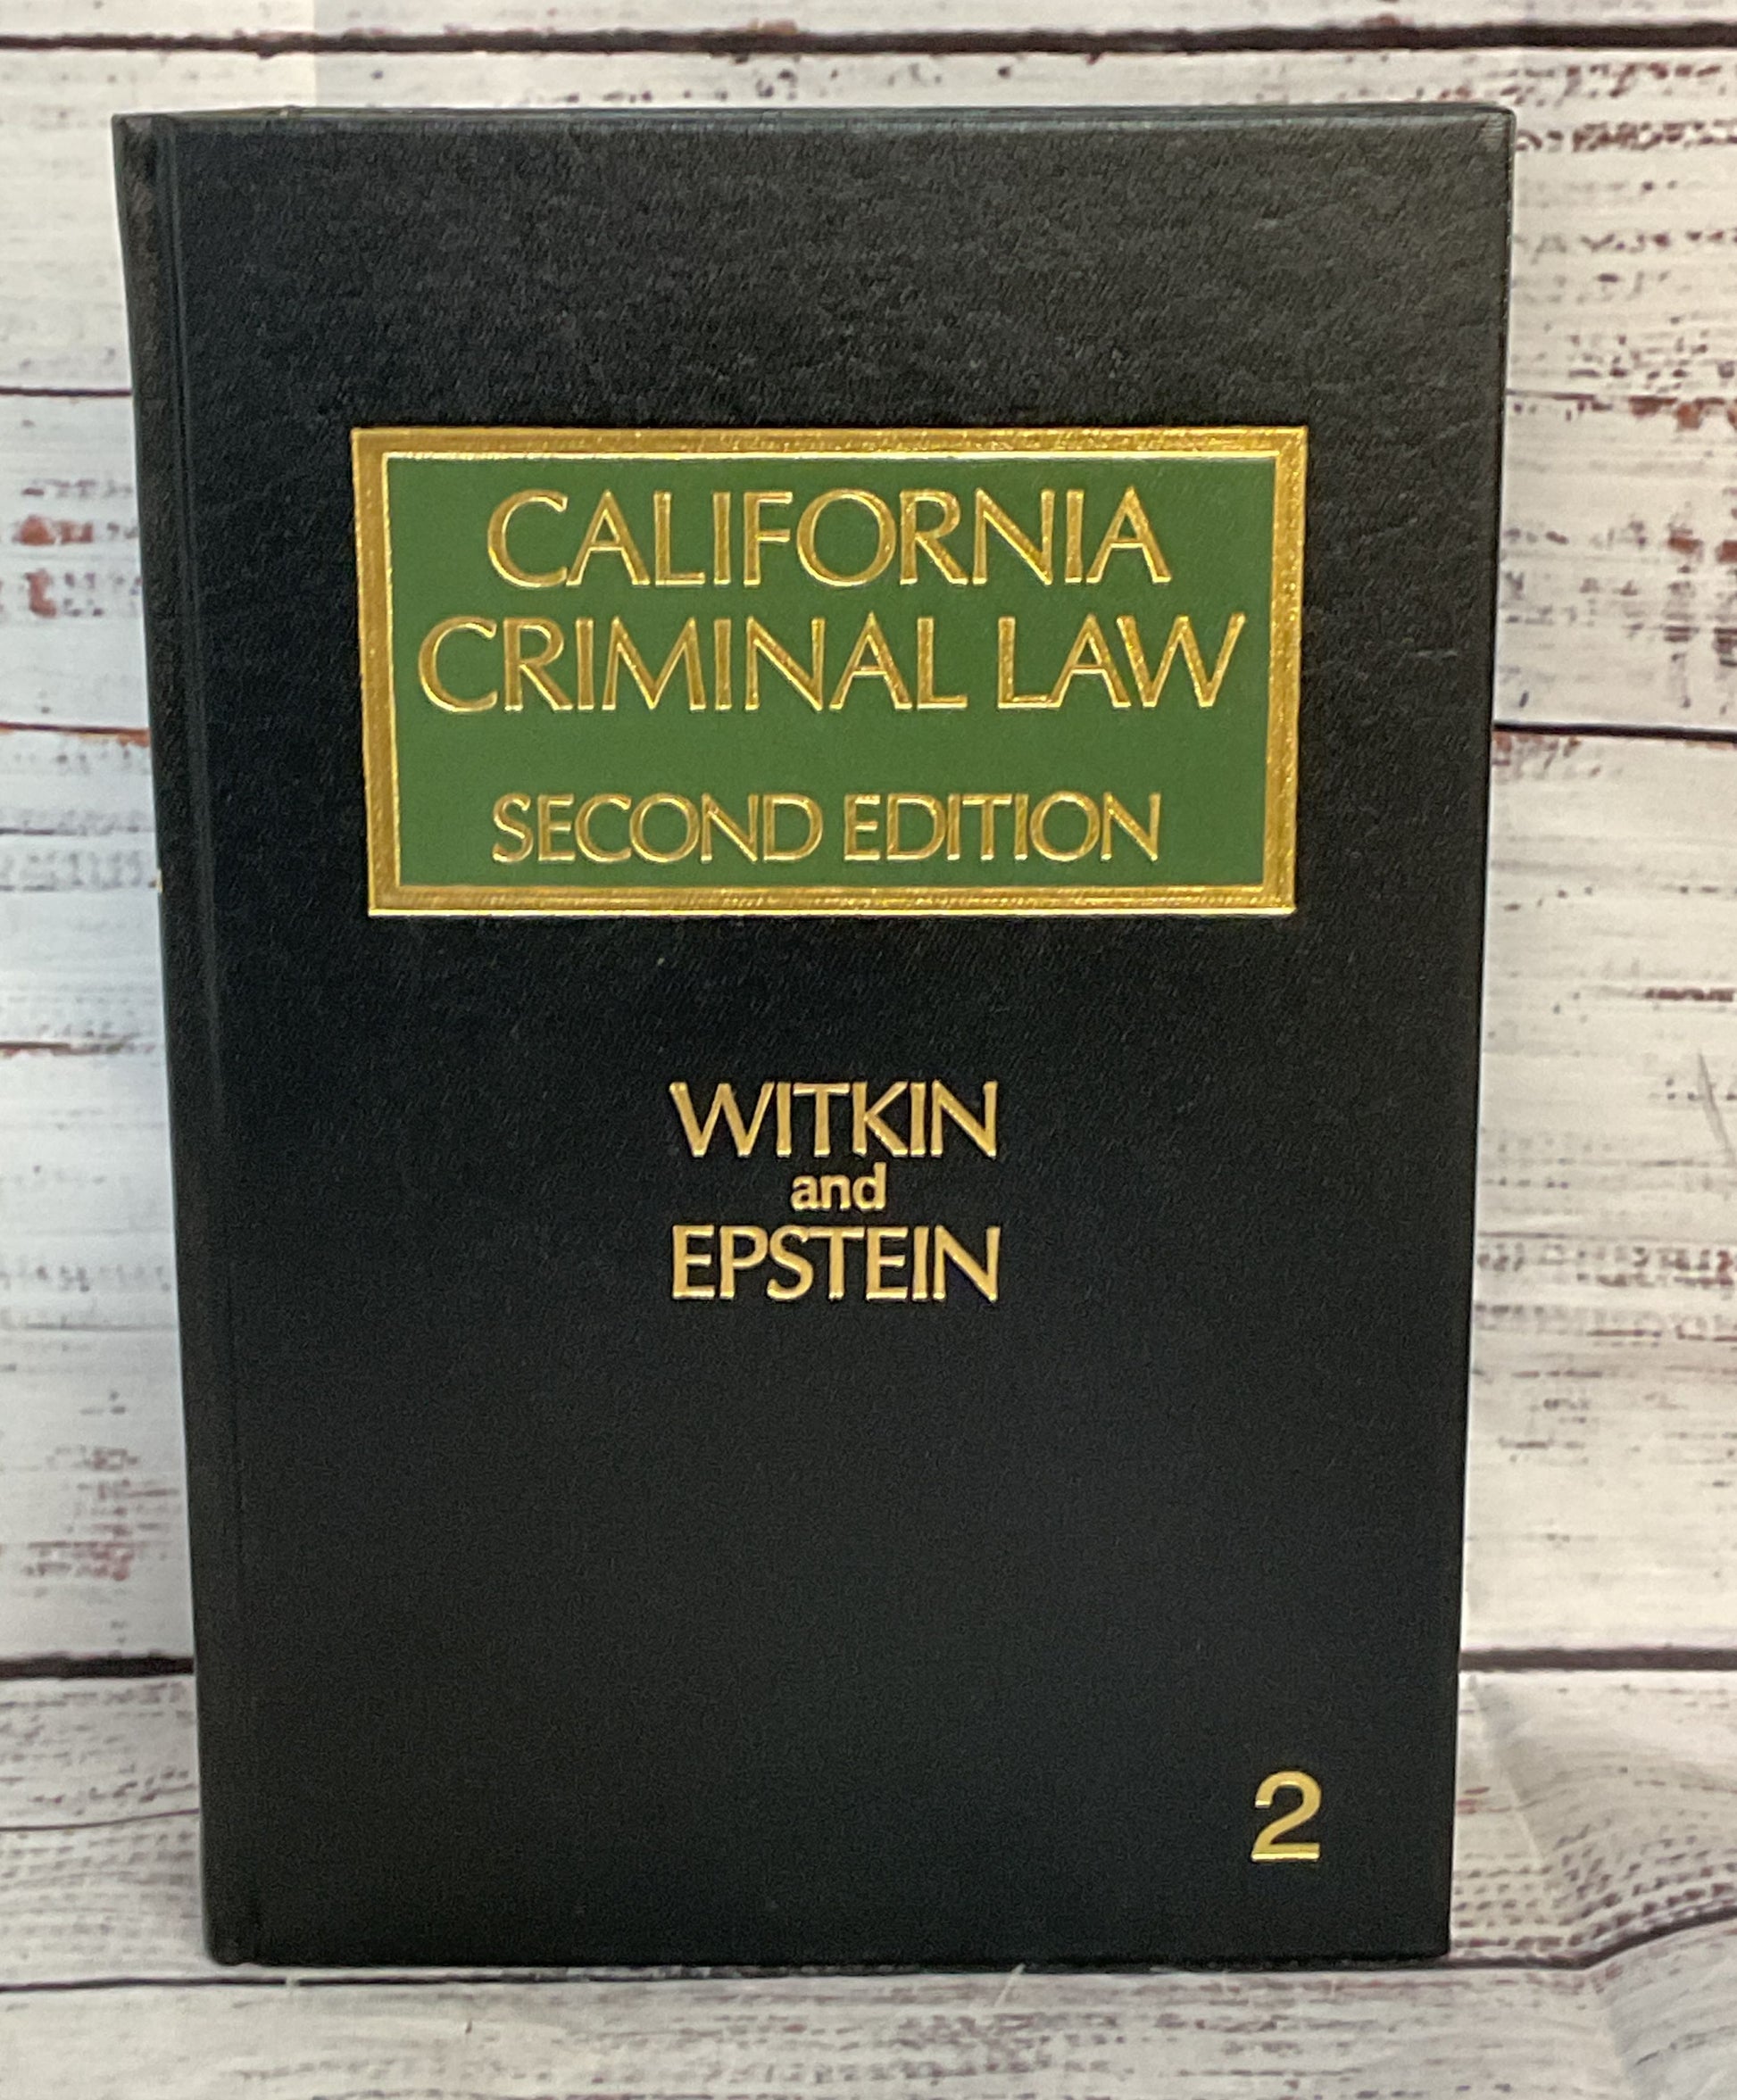 CALIFORNIA
CRIMINAL LAW
SECOND EDITION
WITKIN
and
EPSTEIN
2